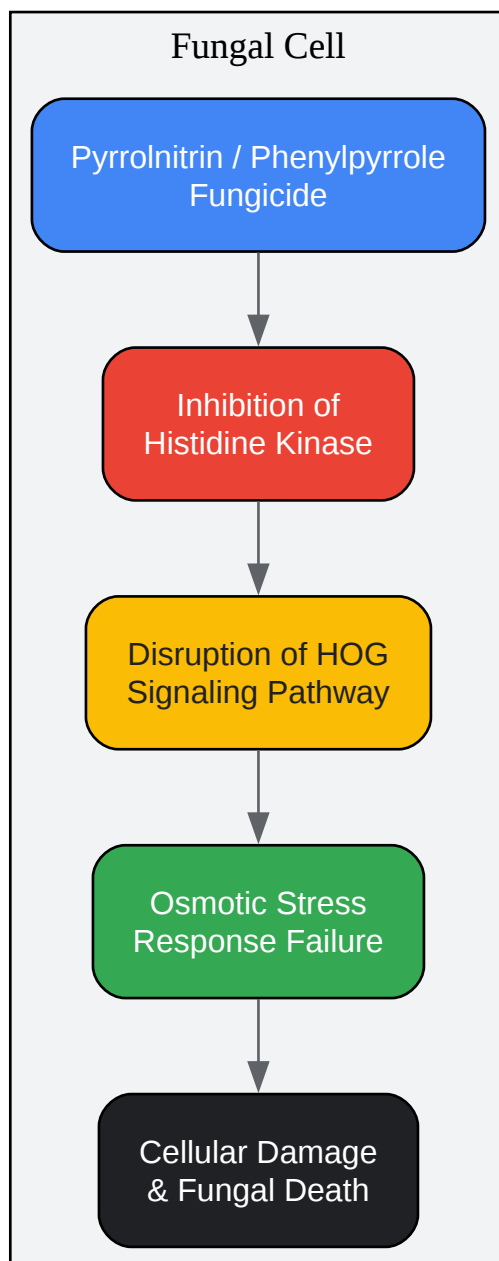 Fungal Cell
Pyrrolnitrin / Phenylpyrrole
Fungicide
Inhibition of
Histidine Kinase
Disruption of HOG
Signaling Pathway
Osmotic Stress
Response Failure
Cellular Damage
& Fungal Death